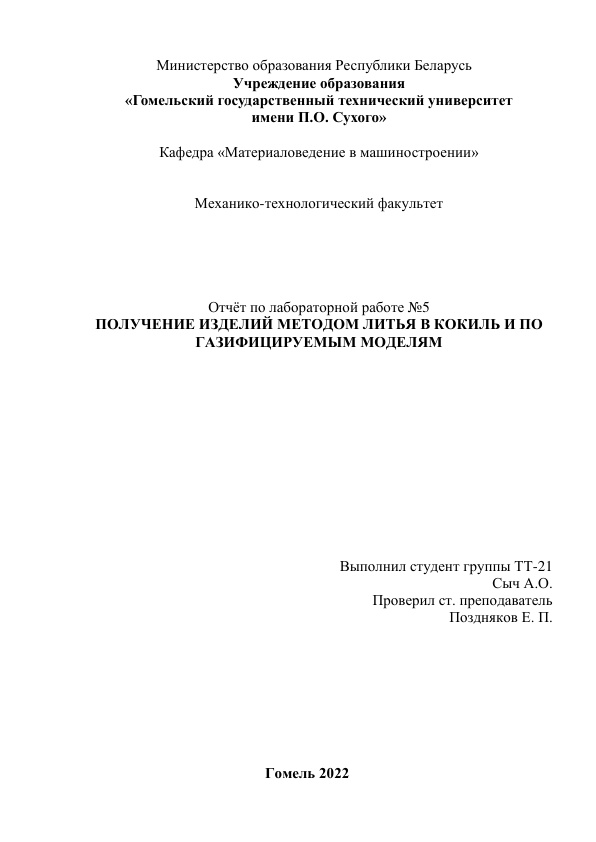 Министерство образования Республики Беларусь
Учреждение образования
«Гомельский государственный технический университет
имени П.О. Сухого»
Кафедра «Материаловедение в машиностроении»
Механико-технологический факультет
Отчёт по лабораторной работе №5
ПОЛУЧЕНИЕ ИЗДЕЛИЙ МЕТОДОМ ЛИТЬЯ В КОКИЛЬ И ПО
ГАЗИФИЦИРУЕМЫМ МОДЕЛЯМ
Выполнил студент группы ТТ-21
Сыч А.О.
Проверил ст. преподаватель
Поздняков Е. П.
Гомель 2022